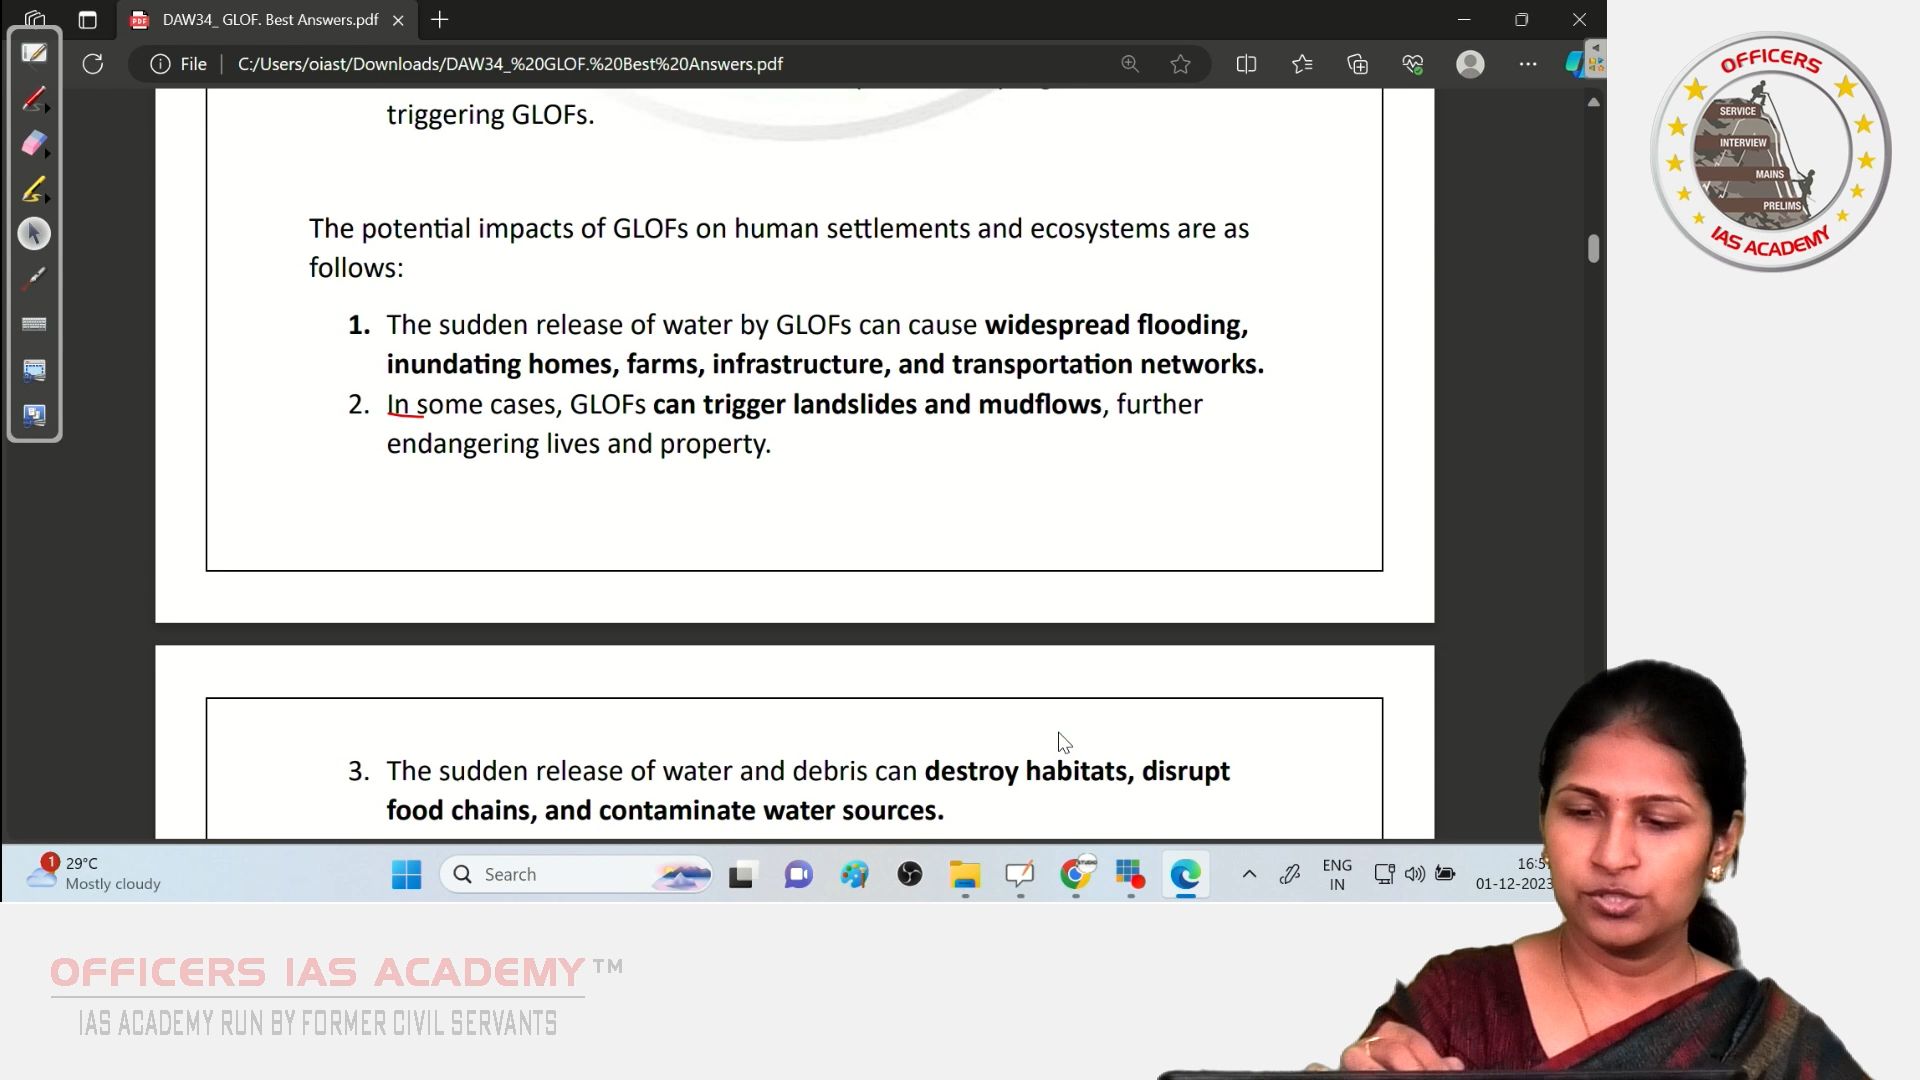 DAW34_ GLOF. Best Answers.pdf
File
C:/Users/oiast/Downloads/DAW34_%20GLOF.%20Best%20Answers.pdf
triggering GLOFs.
The potential impacts of GLOFs on human settlements and ecosystems are as
follows:
1. The sudden release of water by GLOFs can cause widespread flooding,
inundating homes, farms, infrastructure, and transportation networks.
2. In some cases, GLOFs can trigger landslides and mudflows, further
endangering lives and property.
3. The sudden release of water and debris can destroy habitats, disrupt
food chains, and contaminate water sources.
1
29°C
Mostly cloudy
Search
ENG
IN
01-12-2023
OFFICERS
SERVICE
INTERVIEW
MAINS
PRELIMS
IAS ACADEMY
OFFICERS IAS ACADEMY™
IAS ACADEMY RUN BY FORMER CIVIL SERVANTS